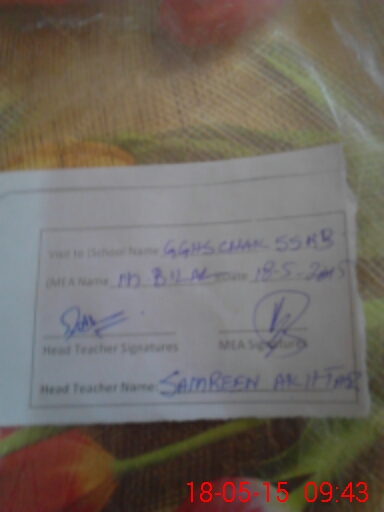 Visit to (School Name GGHS CHAK 55 RB
(MEA Name M BILAL Date 18-5-2015
Head Teacher Signatures MEA Signatures
Head Teacher Name SAMREEN AKHTAR
18-05-15 09:43